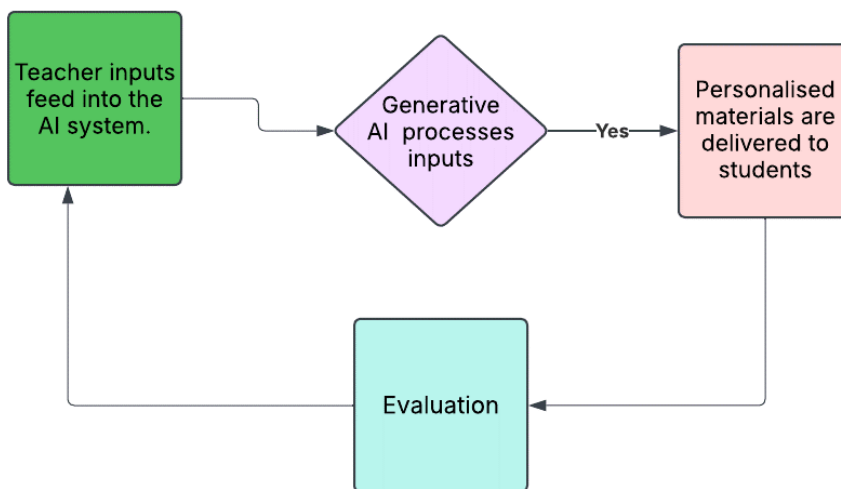 Teacher inputs
feed into the
AI system.
Generative
AI processes
inputs
Yes
Personalised
materials are
delivered to
students
Evaluation